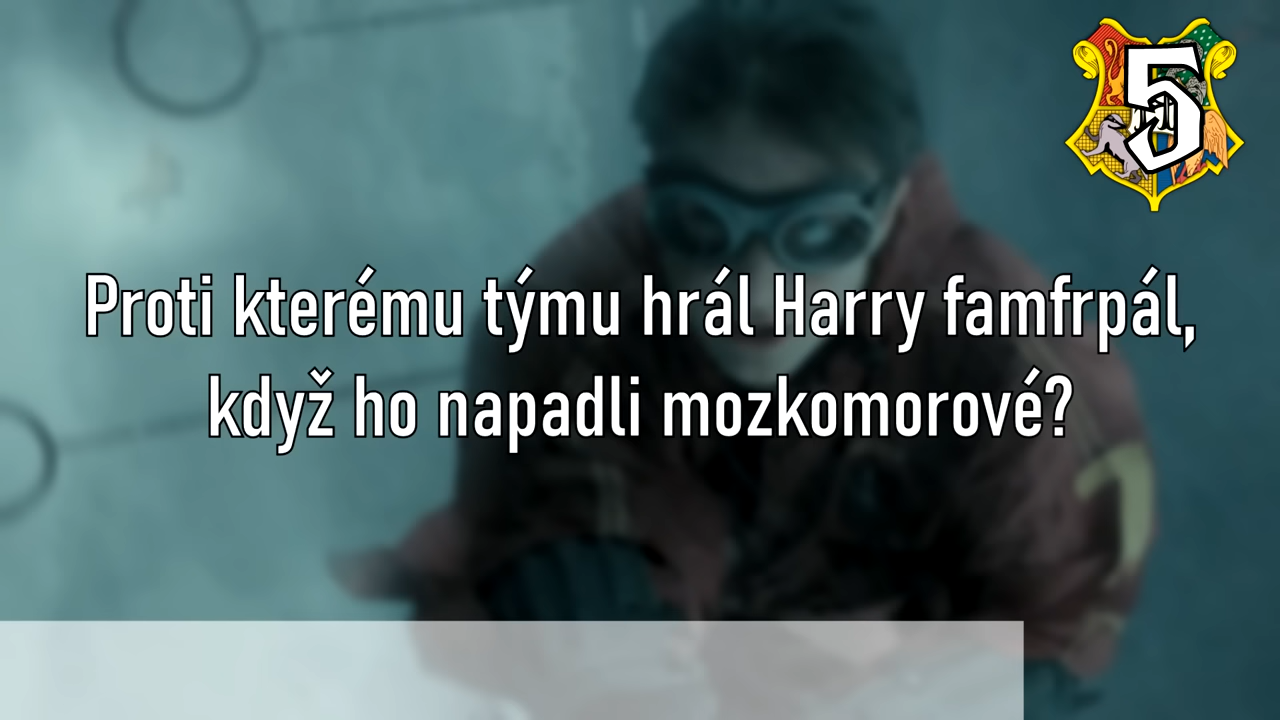 5
Proti kterému týmu hrál Harry famfrpál,
když ho napadli mozkomorové?